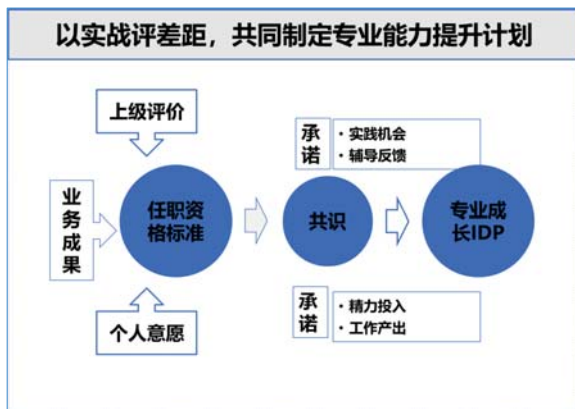 以实战评差距，共同制定专业能力提升计划
上级评价
承
诺
· 实践机会
· 辅导反馈
业
务
成
果
任职资
格标准
共识
专业成
长IDP
个人意愿
承
诺
· 精力投入
· 工作产出